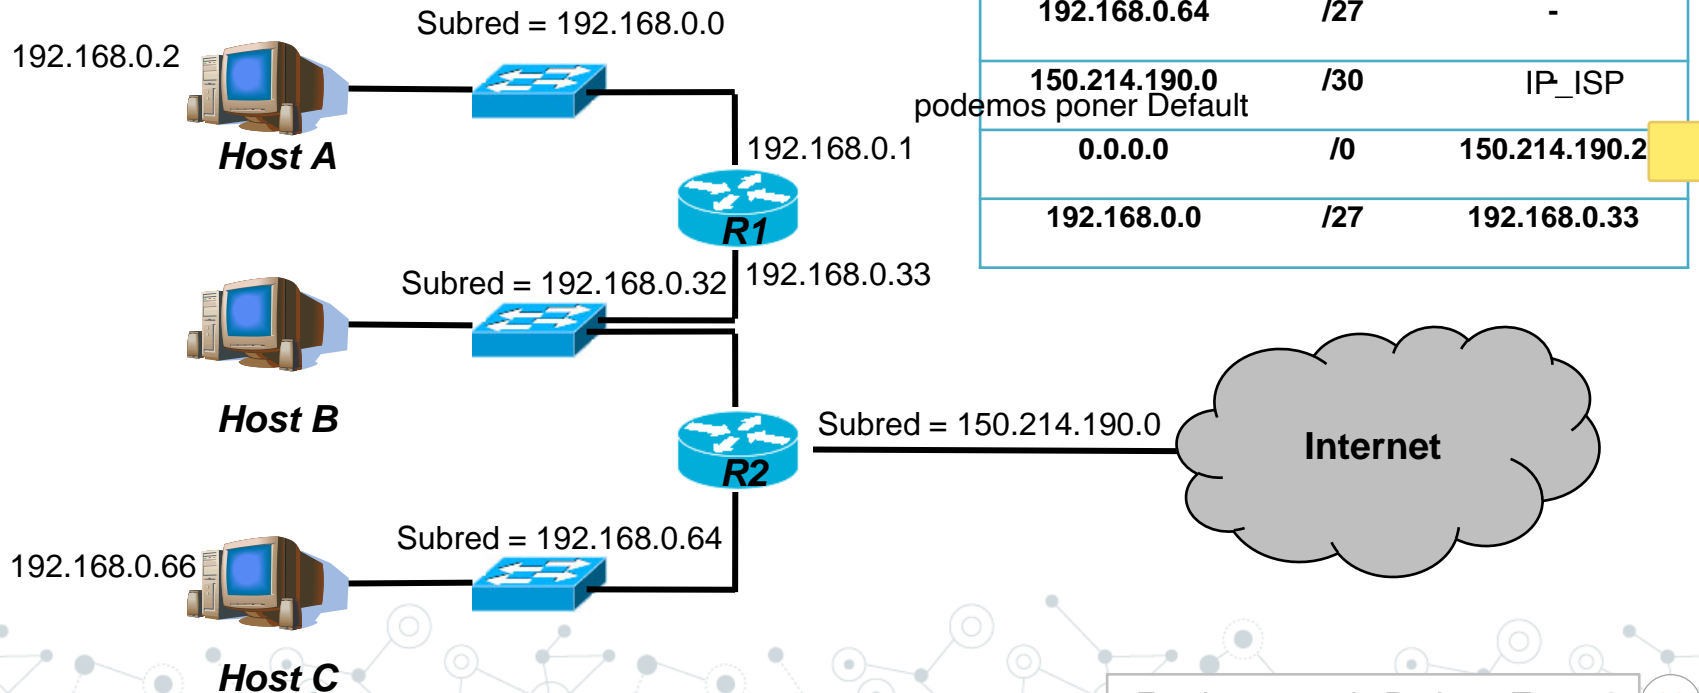 Subred = 192.168.0.0
192.168.0.2
Host A
192.168.0.1
R1
192.168.0.64 /27 -
150.214.190.0 /30 -
IP_ISP
podemos poner Default
0.0.0.0 /0 150.214.190.2
192.168.0.0 /27 192.168.0.33
Subred = 192.168.0.32
192.168.0.33
Host B
R2
Subred = 150.214.190.0
Internet
Subred = 192.168.0.64
192.168.0.66
Host C